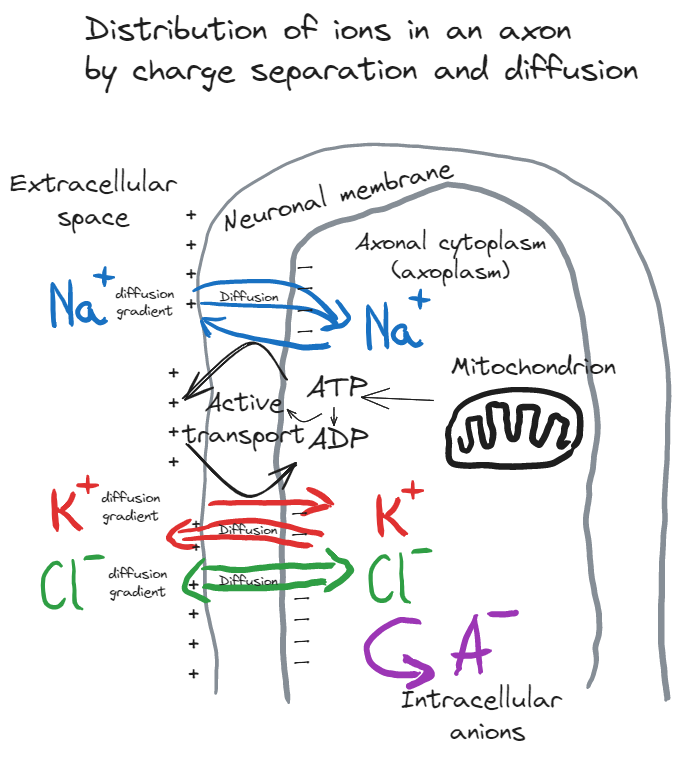 Distribution of ions in an axon
by charge separation and diffusion
Extracellular
space
Neuronal membrane
Axonal cytoplasm
(axoplasm)
+
+
+
+
—
—
—
—
Na+
diffusion
gradient
Diffusion
Na+
Mitochondrion
+
+
+
+
Active
transport
ATP
ADP
K+
diffusion
gradient
Diffusion
K+
+
+
—
—
Cl-
diffusion
gradient
Diffusion
Cl-
+
+
+
+
—
—
—
—
A-
Intracellular
anions